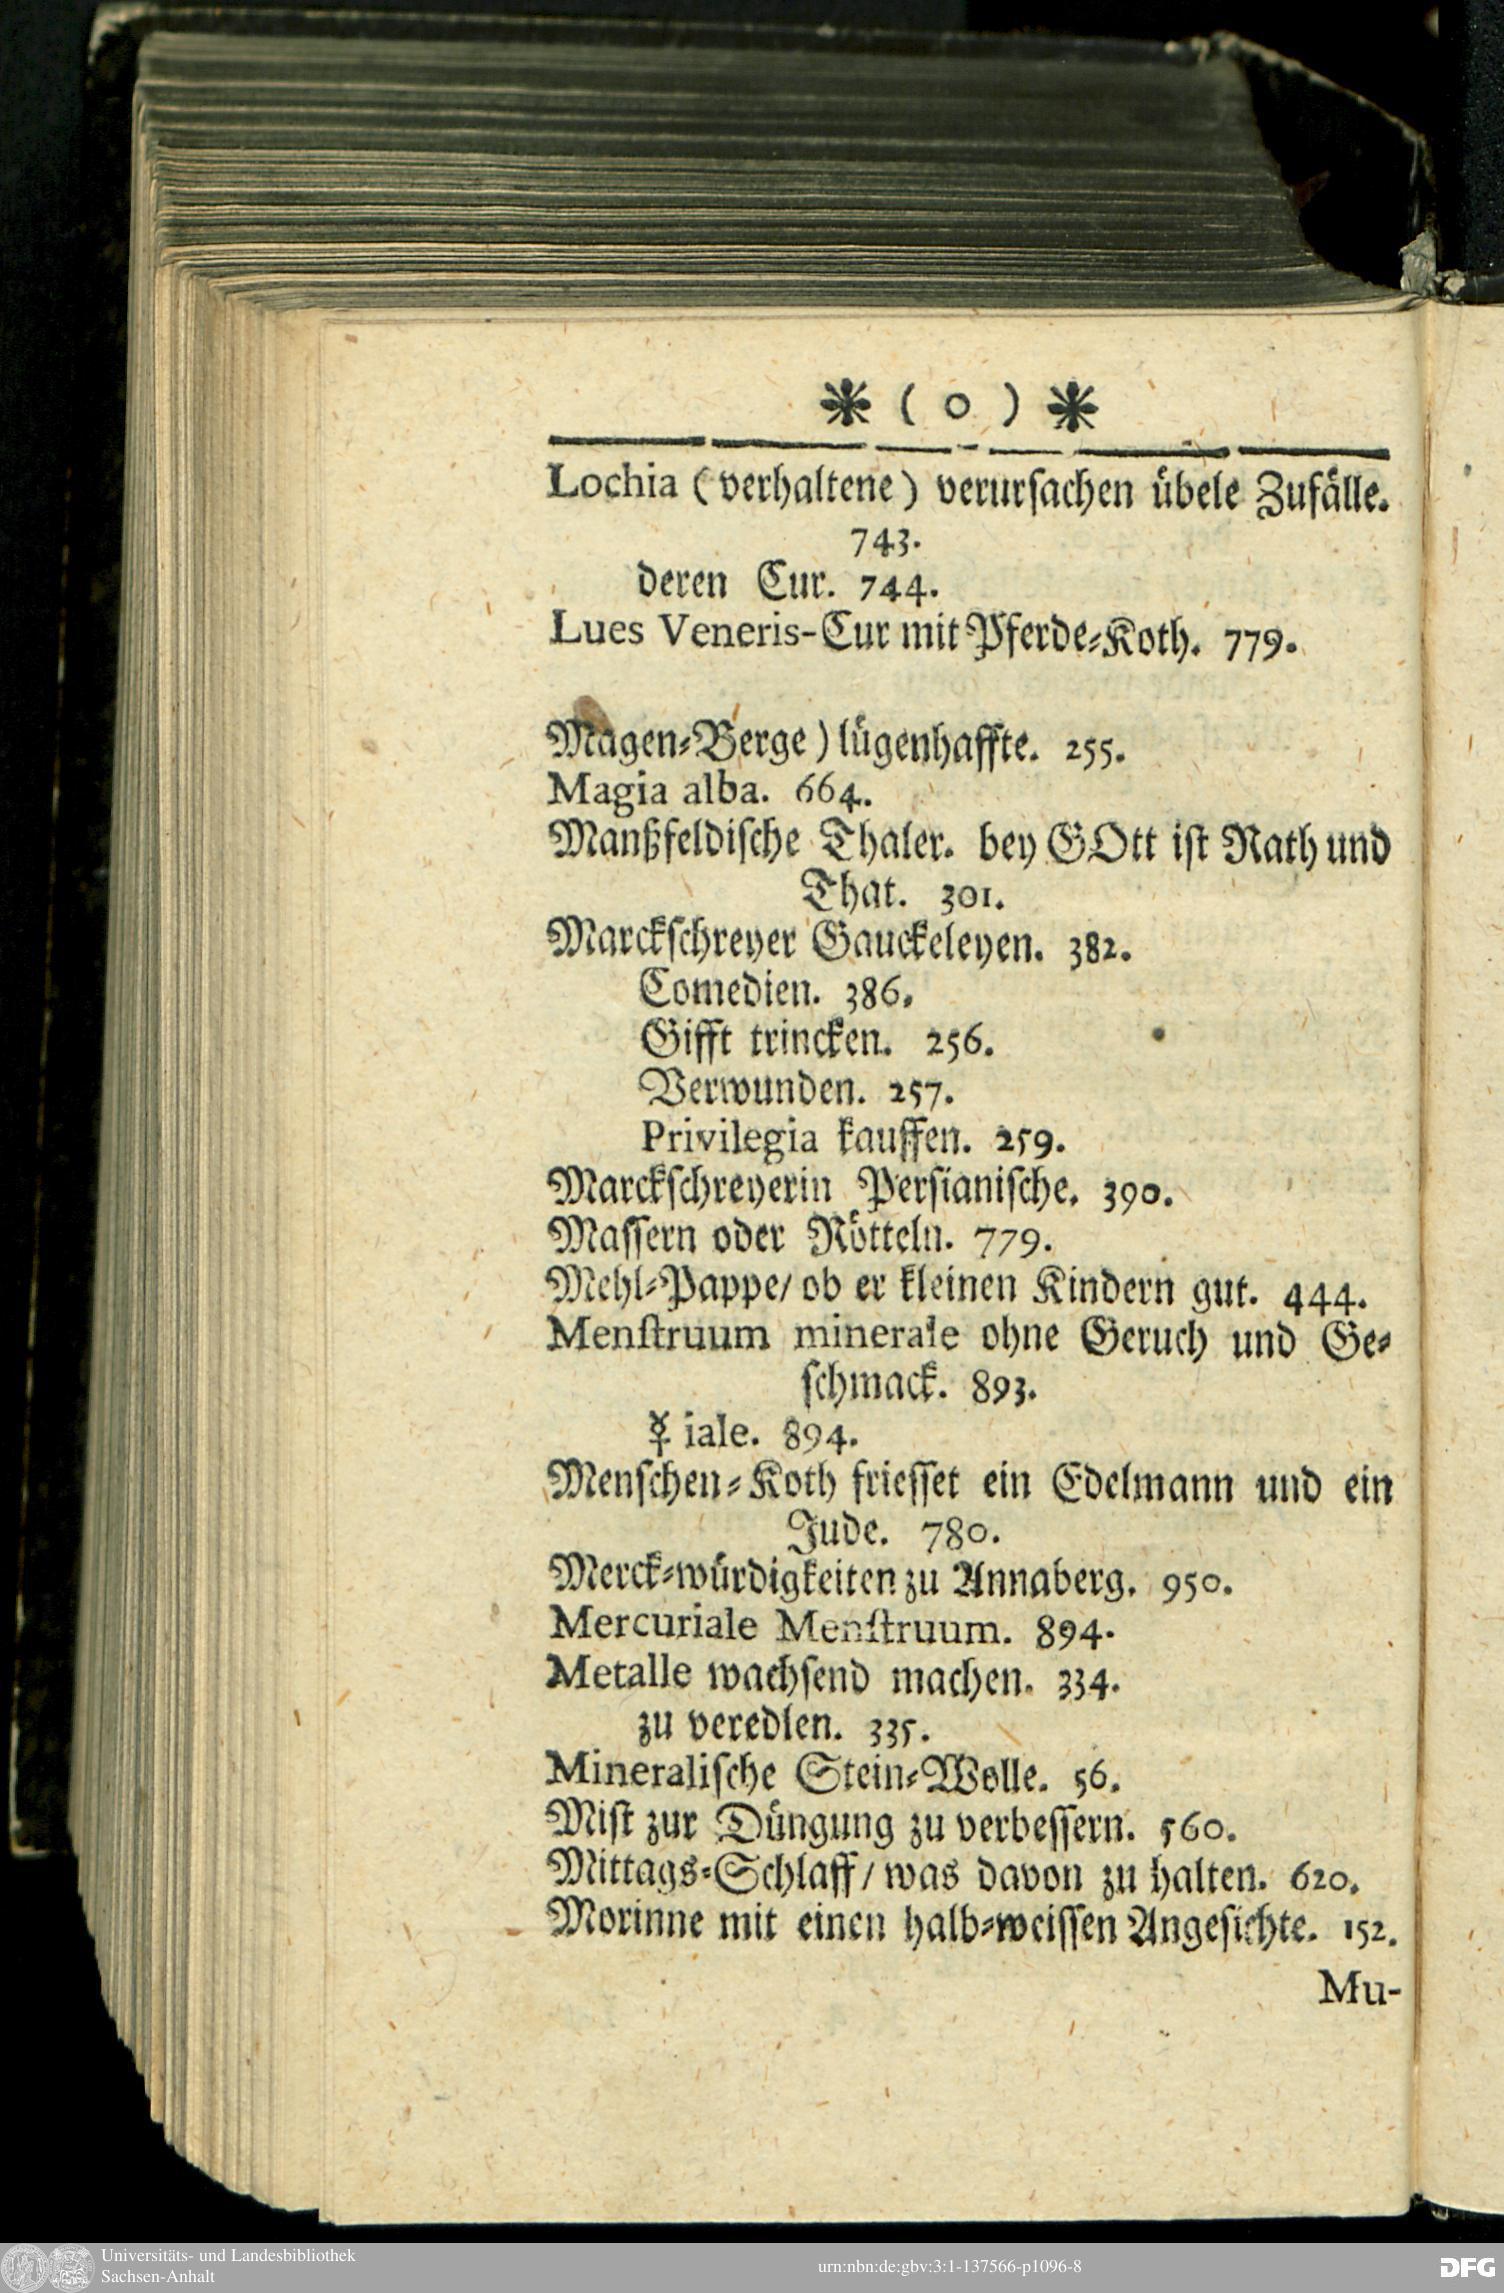 ❋ ( o ) ❋
Lochia (verhaltene) verursachen übele Zufälle.
743.
deren Cur. 744.
Lues Veneris-Cur mit Pferde-Koth. 779.
Magen-Berge) lügenhaffte. 255.
Magia alba. 664.
Manßfeldische Thaler. bey GOtt ist Rath und
That. 301.
Marckschreyer Gauckeleyen. 382.
Comedien. 386.
Gifft trincken. 256.
Verwunden. 257.
Privilegia kauffen. 259.
Marckschreyerin Persianische. 390.
Massern oder Rötteln. 779.
Mehl-Pappe/ ob er kleinen Kindern gut. 444.
Menstruum minerale ohne Geruch und Ge-
schmack. 893.
☿ iale. 894.
Menschen-Koth friesset ein Edelmann und ein
Jude. 780.
Merck-würdigkeiten zu Annaberg. 950.
Mercuriale Menstruum. 894.
Metalle wachsend machen. 334.
zu veredlen. 335.
Mineralische Stein-Wolle. 56.
Mist zur Düngung zu verbessern. 560.
Mittags-Schlaff/ was davon zu halten. 620.
Morinne mit einen halb-weissen Angesichte. 152.
Mu-
Universitäts- und Landesbibliothek
Sachsen-Anhalt
urn:nbn:de:gbv:3:1-137566-p1096-8
DFG